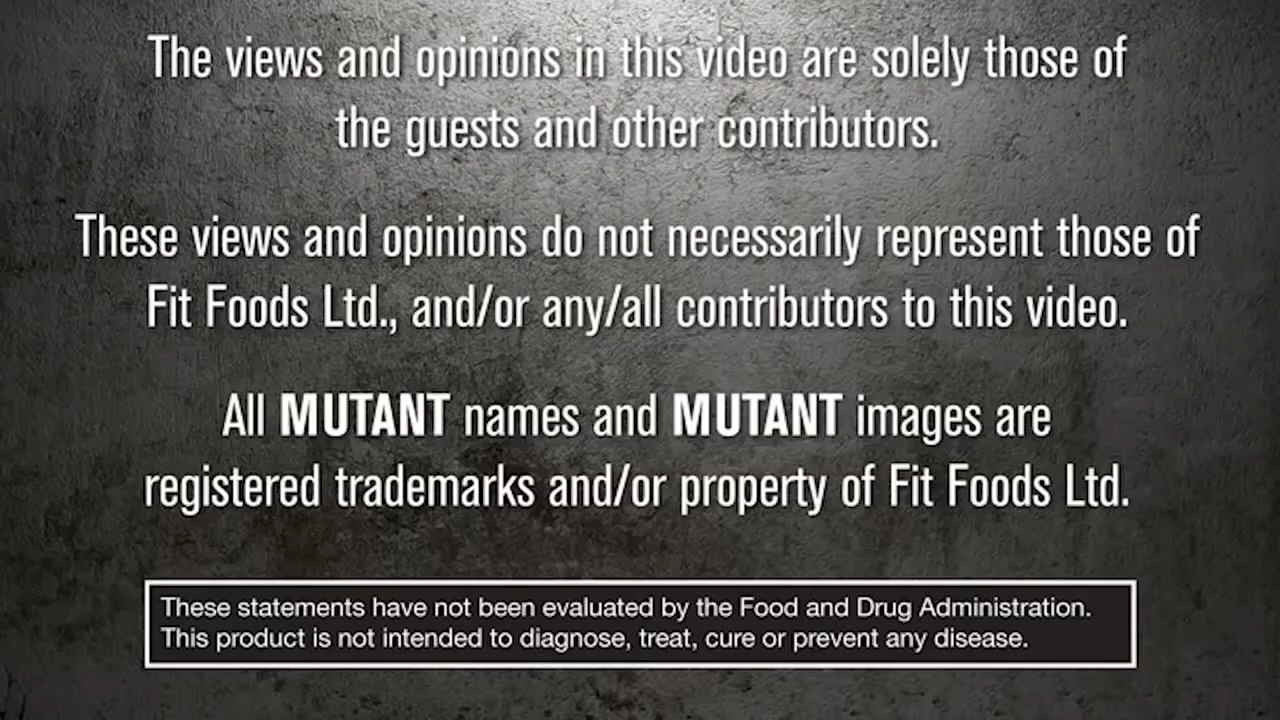 The views and opinions in this video are solely those of
the guests and other contributors.
These views and opinions do not necessarily represent those of
Fit Foods Ltd., and/or any/all contributors to this video.
All MUTANT names and MUTANT images are
registered trademarks and/or property of Fit Foods Ltd.
These statements have not been evaluated by the Food and Drug Administration.
This product is not intended to diagnose, treat, cure or prevent any disease.